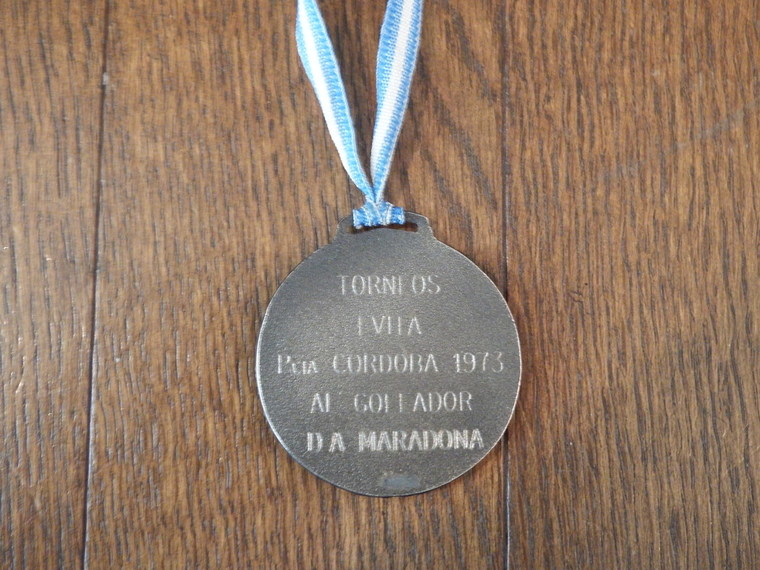 TORNEOS
EVITA
Pcia CORDOBA 1973
AL GOLEADOR
D A MARADONA